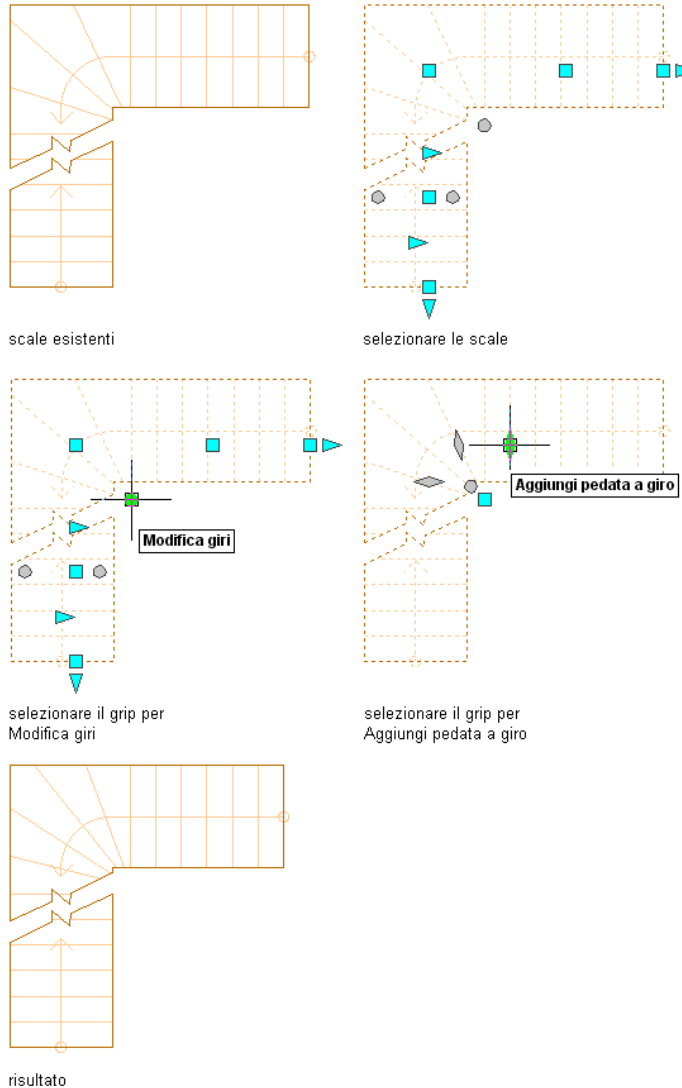 scale esistenti
selezionare le scale
Modifica giri
Aggiungi pedata a giro
selezionare il grip per
Modifica giri
selezionare il grip per
Aggiungi pedata a giro
risultato